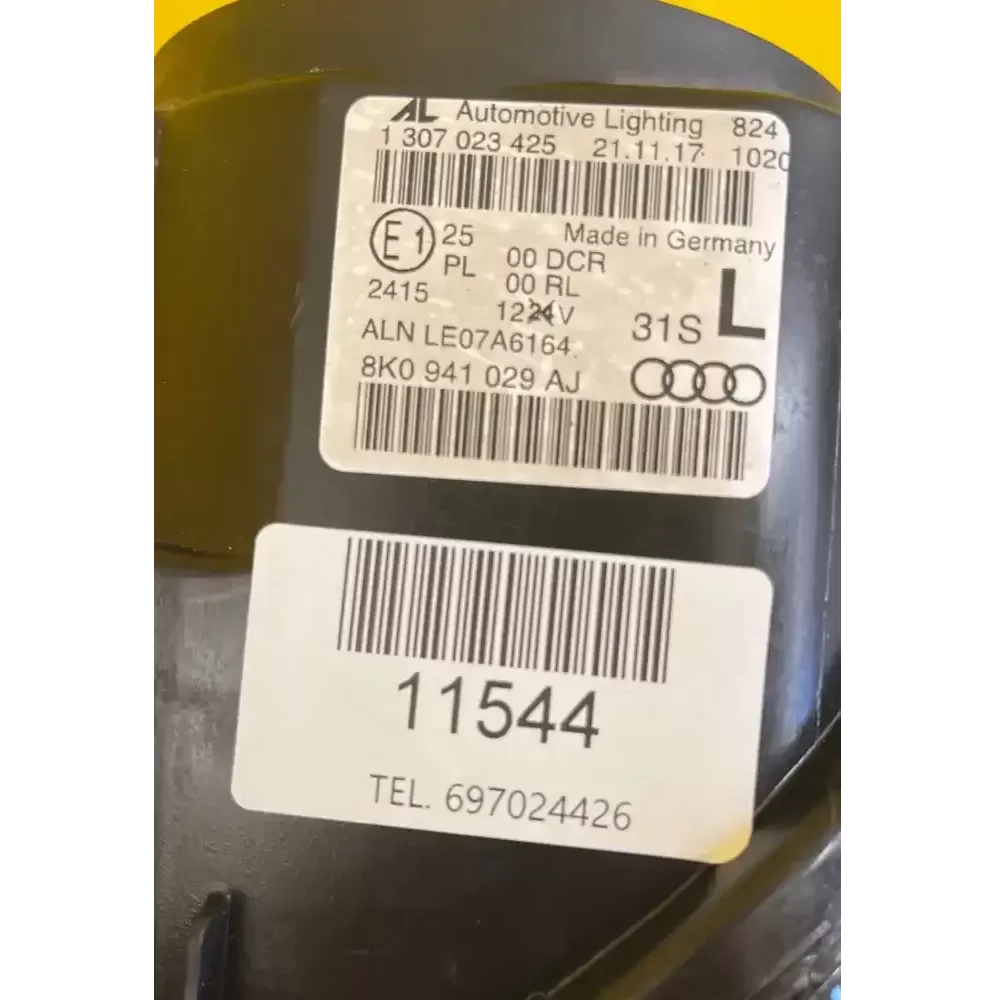 AL Automotive Lighting 824
1 307 023 425 21.11.17 1020
E1 25 Made in Germany
PL 00 DCR
2415 00 RL
1224V 31S L
ALN LE07A6164
8K0 941 029 AJ
11544
TEL. 697024426